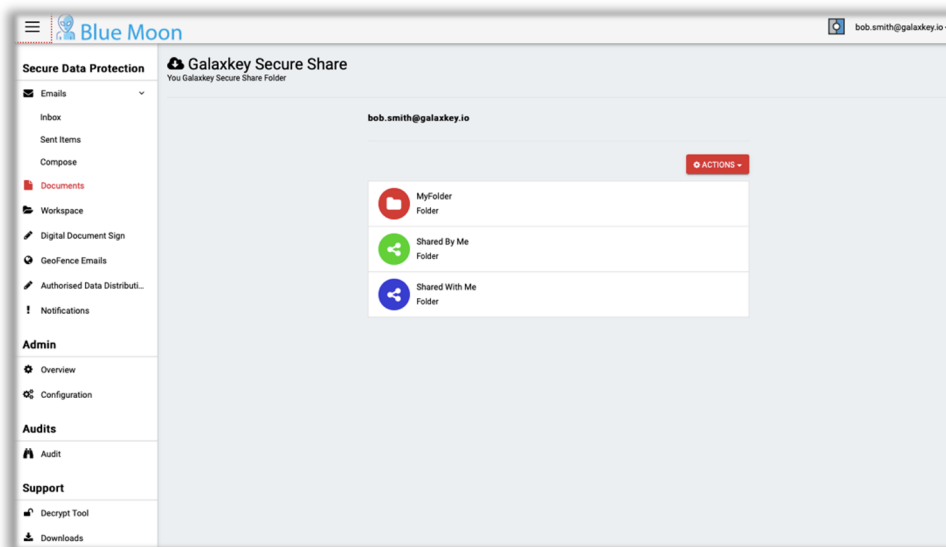 Blue Moon
bob.smith@galaxkey.io
Secure Data Protection
Emails
Inbox
Sent Items
Compose
Documents
Workspace
Digital Document Sign
GeoFence Emails
Authorised Data Distributi...
Notifications
Admin
Overview
Configuration
Audits
Audit
Support
Decrypt Tool
Downloads
Galaxkey Secure Share
You Galaxkey Secure Share Folder
bob.smith@galaxkey.io
ACTIONS
MyFolder
Folder
Shared By Me
Folder
Shared With Me
Folder